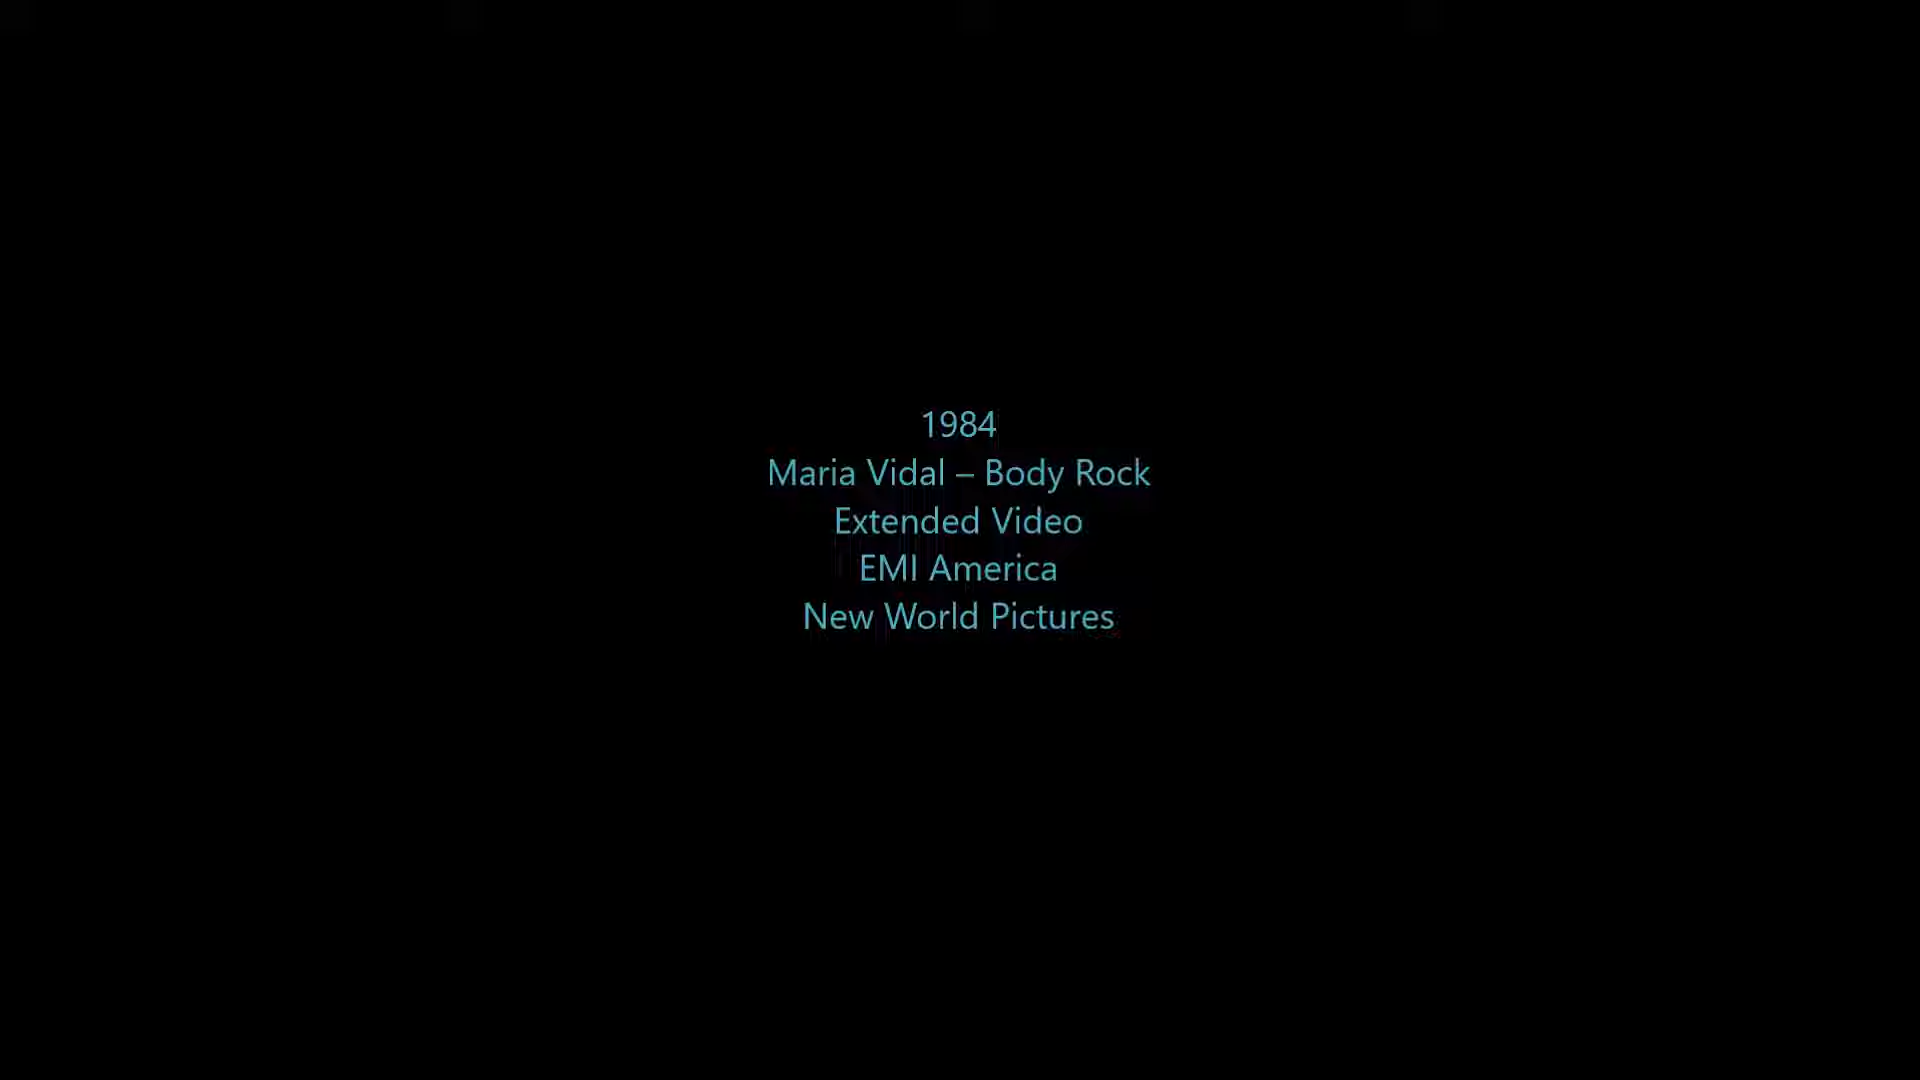 1984
Maria Vidal – Body Rock
Extended Video
EMI America
New World Pictures